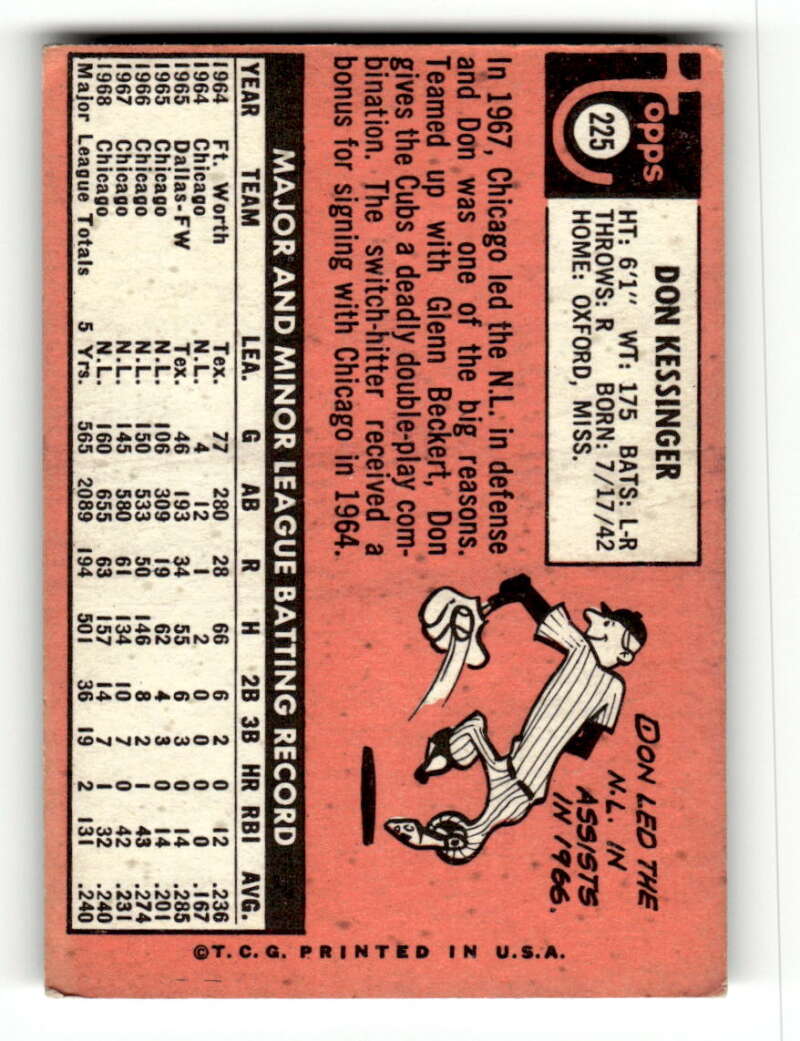 Topps
225
DON KESSINGER
HT: 6'1" WT: 175 BATS: L-R
THROWS: R BORN: 7/17/42
HOME: OXFORD, MISS.
In 1967, Chicago led the N.L. in defense
and Don was one of the big reasons.
Teamed up with Glenn Beckert, Don
gives the Cubs a deadly double-play com-
bination. The switch-hitter received a
bonus for signing with Chicago in 1964.
DON LED THE
N.L. IN
ASSISTS
IN 1966.
MAJOR AND MINOR LEAGUE BATTING RECORD
YEAR TEAM LEA. G AB R H 2B 3B HR RBI AVG.
1964 Ft. Worth Tex. 77 280 28 66 6 2 0 12 .236
1964 Chicago N.L. 4 12 1 2 0 0 0 0 .167
1965 Dallas-FW Tex. 46 193 34 55 6 3 0 14 .285
1965 Chicago N.L. 106 309 19 62 4 3 0 14 .201
1966 Chicago N.L. 150 533 50 146 8 2 1 43 .274
1967 Chicago N.L. 145 580 61 134 10 7 0 42 .231
1968 Chicago N.L. 160 655 63 157 14 7 1 32 .240
Major League Totals 5 Yrs. 565 2089 194 501 36 19 2 131 .240
©T.C.G. PRINTED IN U.S.A.